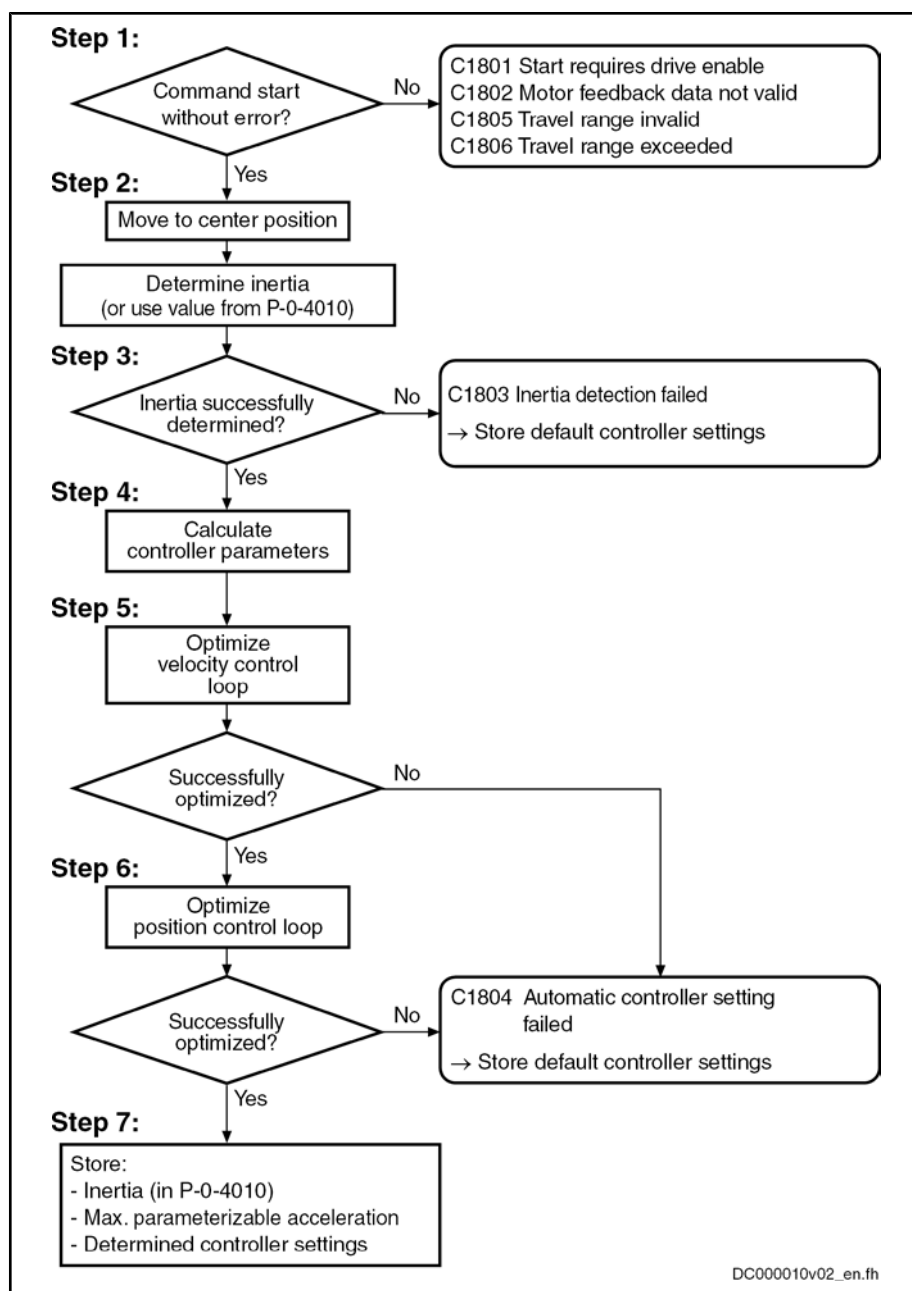 Step 1:
Command start
without error?
No
C1801 Start requires drive enable
C1802 Motor feedback data not valid
C1805 Travel range invalid
C1806 Travel range exceeded
Yes
Step 2:
Move to center position
Determine inertia
(or use value from P-0-4010)
Step 3:
Inertia successfully
determined?
No
C1803 Inertia detection failed
→ Store default controller settings
Yes
Step 4:
Calculate
controller parameters
Step 5:
Optimize
velocity control
loop
Successfully
optimized?
No
Yes
Step 6:
Optimize
position control loop
Successfully
optimized?
No
C1804 Automatic controller setting
failed
→ Store default controller settings
Yes
Step 7:
Store:
- Inertia (in P-0-4010)
- Max. parameterizable acceleration
- Determined controller settings
DC000010v02_en.fh